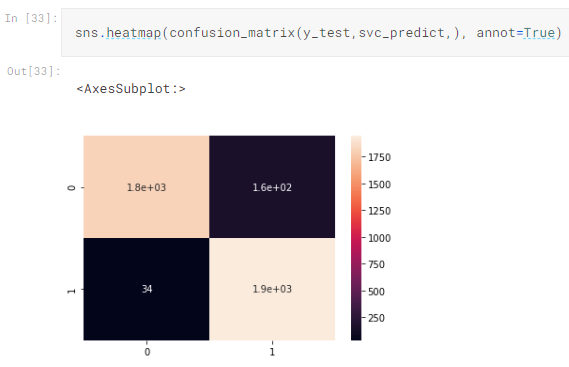 In [33]:
sns.heatmap(confusion_matrix(y_test,svc_predict,), annot=True)
Out[33]:
<AxesSubplot:>
0
1.8e+03
1.6e+02
1
34
1.9e+03
0
1
1750
1500
1250
1000
750
500
250